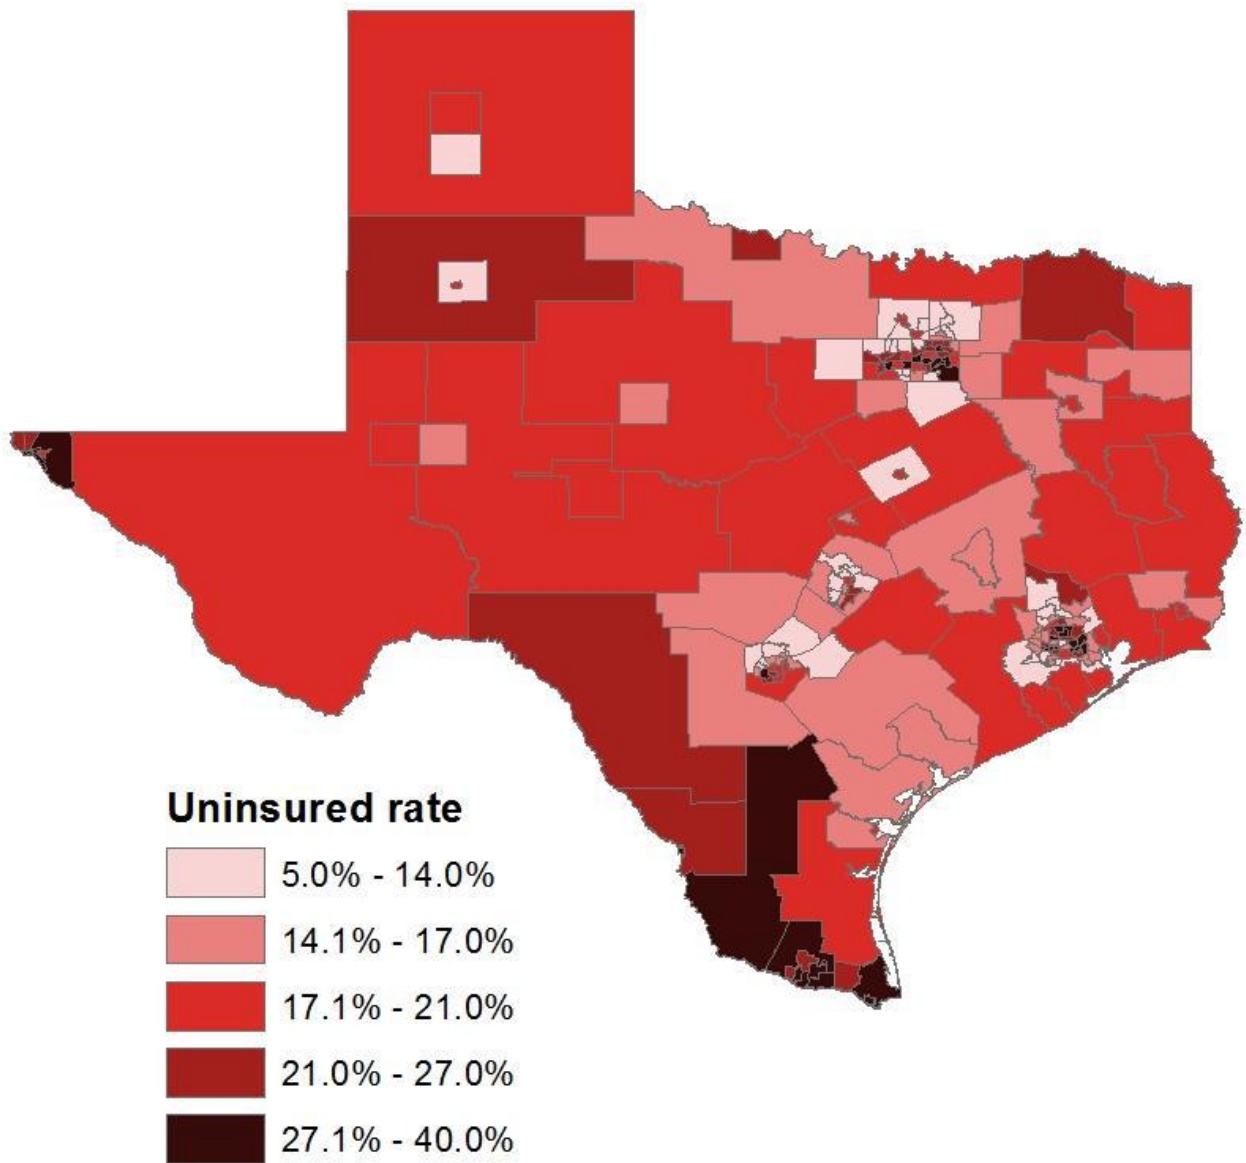 Uninsured rate
5.0% - 14.0%
14.1% - 17.0%
17.1% - 21.0%
21.0% - 27.0%
27.1% - 40.0%